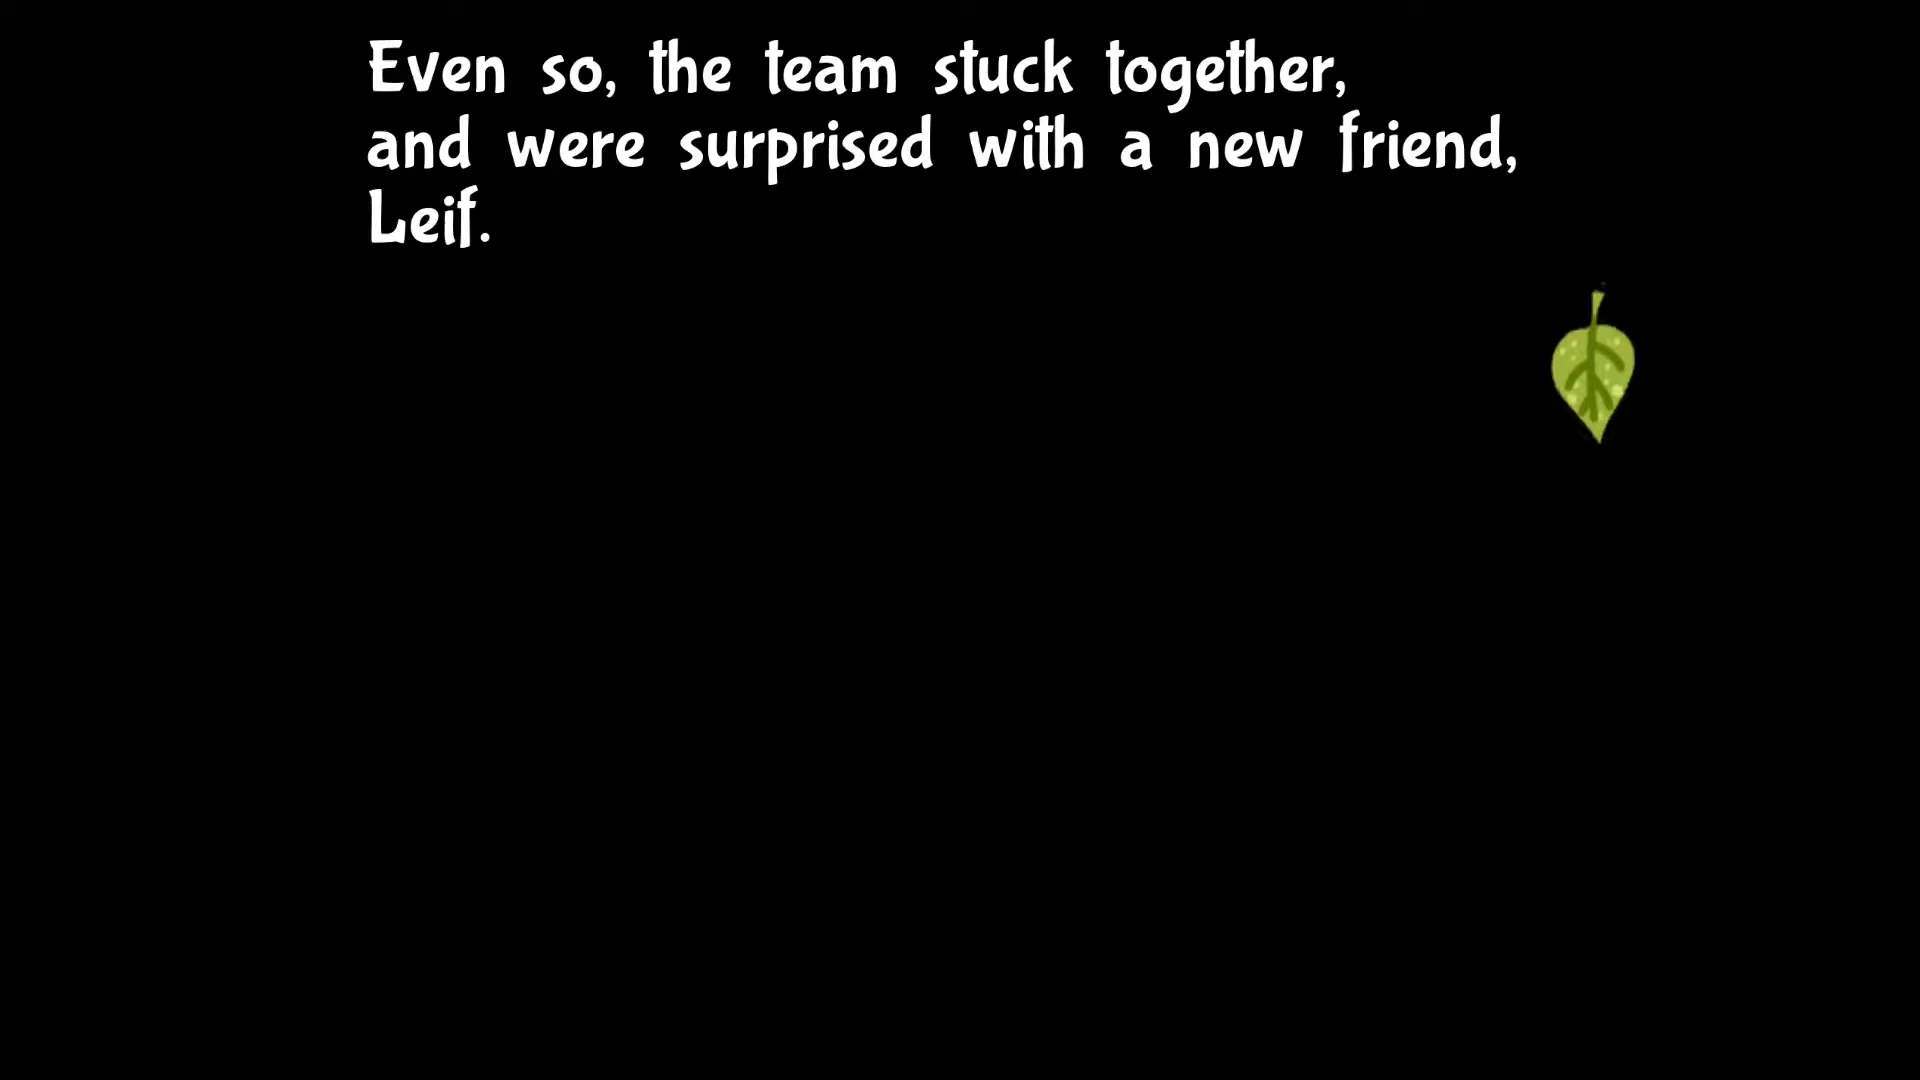 Even so, the team stuck together,
and were surprised with a new friend,
Leif.